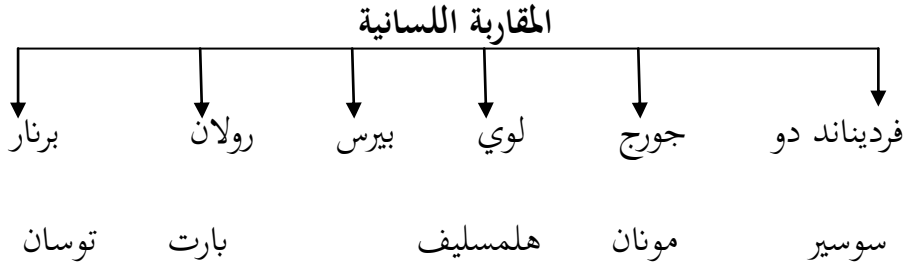 المقاربة اللسانية
فرديناند دو جورج لوي بيرس رولان برنار
سوسير مونان هلمسليف بارت توسان